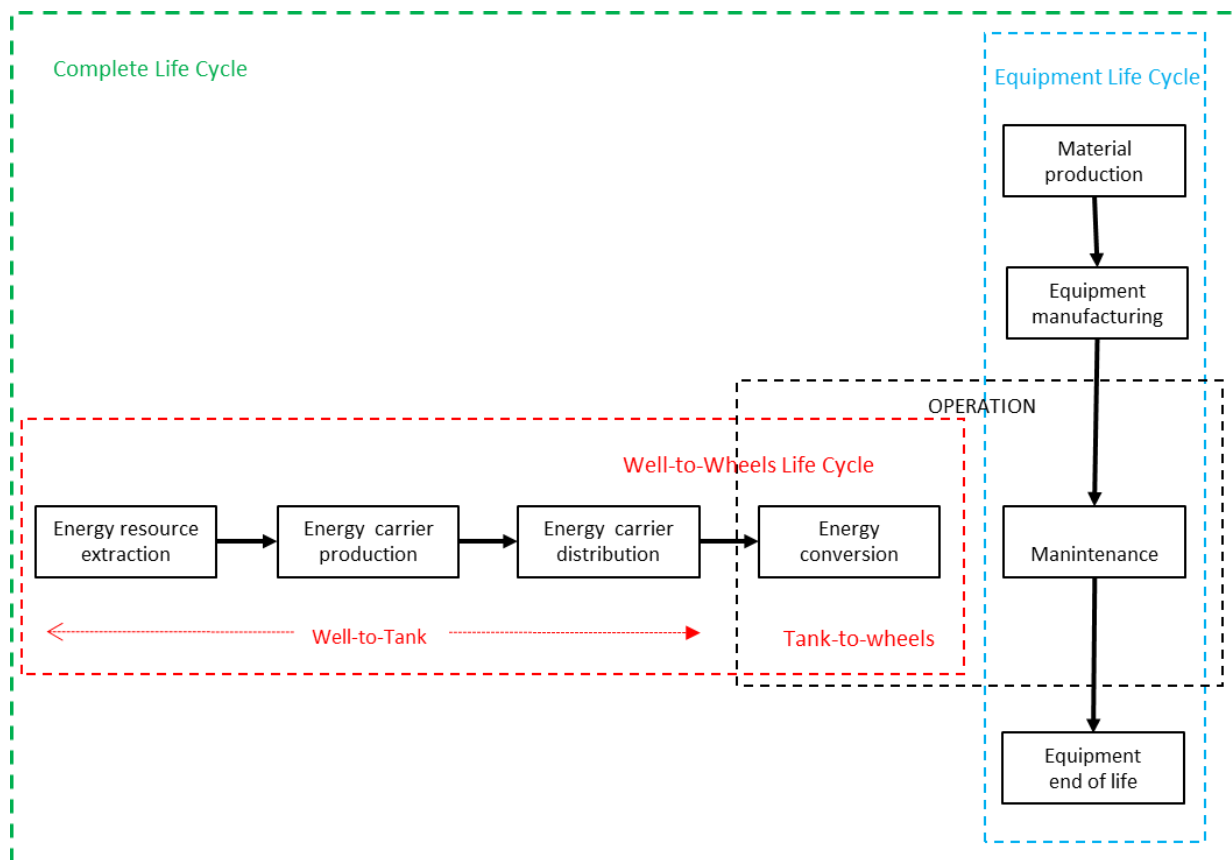 Complete Life Cycle
Equipment Life Cycle
Material
production
Equipment
manufacturing
OPERATION
Well-to-Wheels Life Cycle
Energy resource
extraction
Energy carrier
production
Energy carrier
distribution
Energy
conversion
Manintenance
Well-to-Tank
Tank-to-wheels
Equipment
end of life